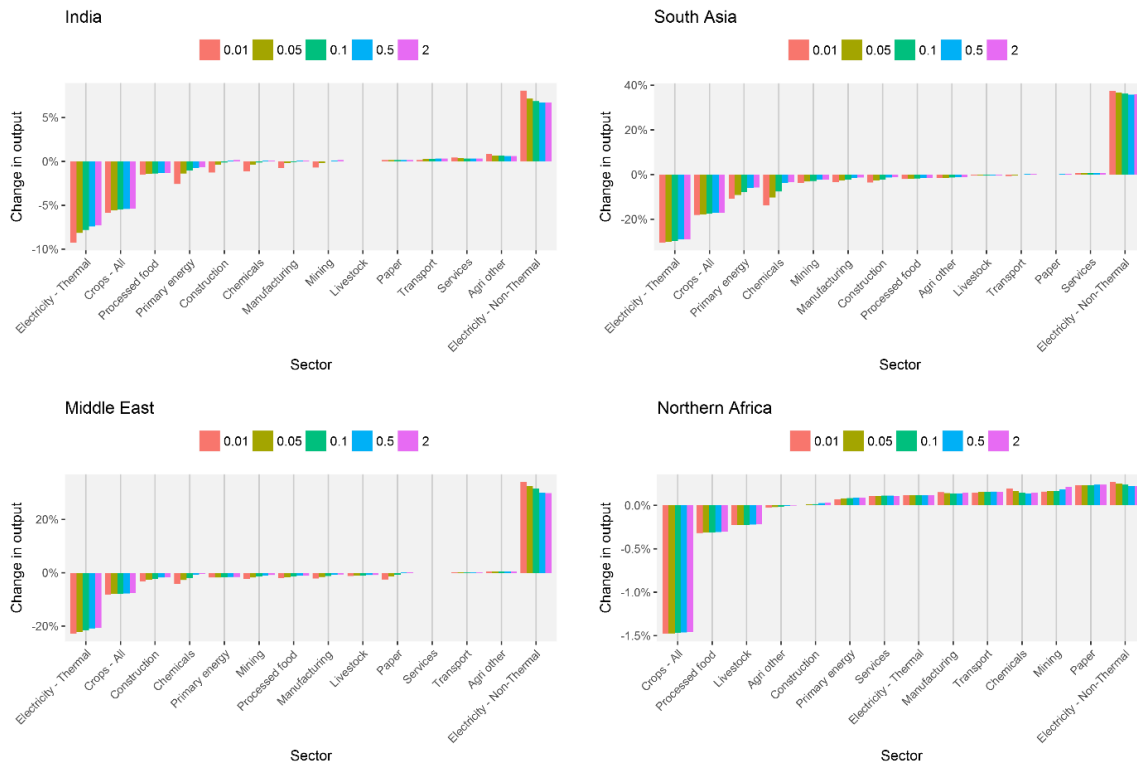 India
0.01 0.05 0.1 0.5 2
Change in output
5%
0%
-5%
-10%
Electricity - Thermal
Crops - All
Processed food
Primary energy
Construction
Chemicals
Manufacturing
Mining
Livestock
Paper
Transport
Services
Agri other
Electricity - Non-Thermal
Sector
South Asia
0.01 0.05 0.1 0.5 2
Change in output
40%
20%
0%
-20%
Electricity - Thermal
Crops - All
Primary energy
Chemicals
Mining
Manufacturing
Construction
Processed food
Agri other
Livestock
Transport
Paper
Services
Electricity - Non-Thermal
Sector
Middle East
0.01 0.05 0.1 0.5 2
Change in output
20%
0%
-20%
Electricity - Thermal
Crops - All
Construction
Chemicals
Primary energy
Mining
Processed food
Manufacturing
Livestock
Paper
Services
Transport
Agri other
Electricity - Non-Thermal
Sector
Northern Africa
0.01 0.05 0.1 0.5 2
Change in output
0.0%
-0.5%
-1.0%
-1.5%
Crops - All
Processed food
Livestock
Agri other
Construction
Primary energy
Services
Electricity - Thermal
Manufacturing
Transport
Chemicals
Mining
Paper
Electricity - Non-Thermal
Sector